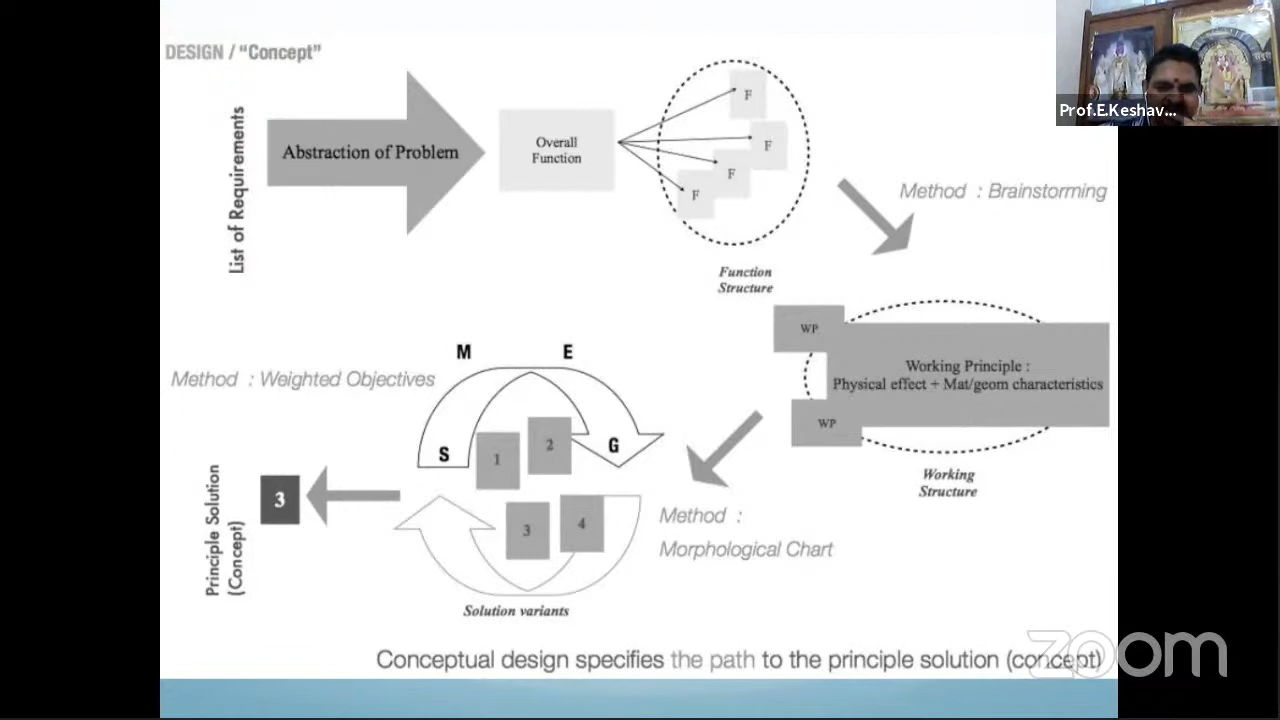 DESIGN / “Concept”
Prof.E.Keshav...
List of Requirements
Abstraction of Problem
Overall
Function
F
F
F
F
Function
Structure
Method : Brainstorming
WP
Working Principle :
Physical effect + Mat/geom characteristics
WP
Working
Structure
Method : Weighted Objectives
M
E
S
G
1
2
3
4
Solution variants
Method :
Morphological Chart
3
Principle Solution
(Concept)
Conceptual design specifies the path to the principle solution (concept)
zoom